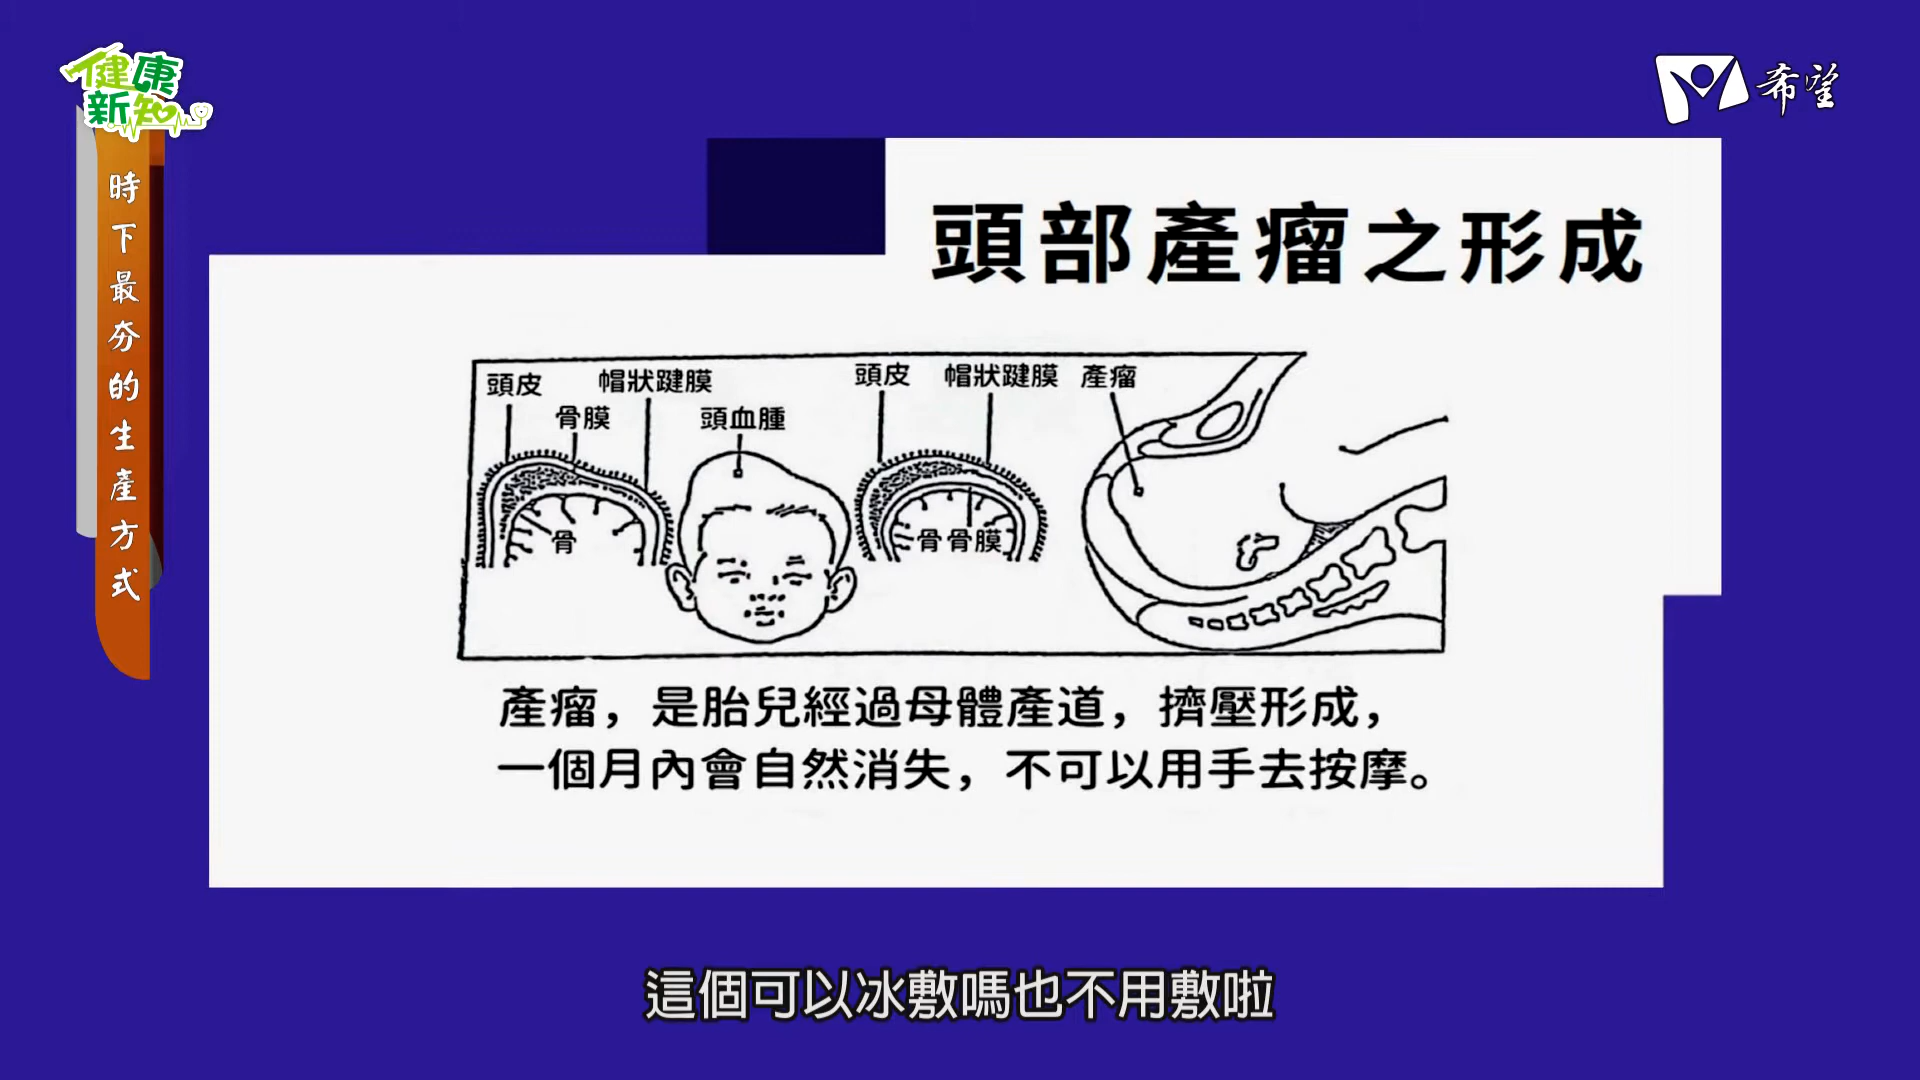 健康
新知
希望
時下最夯的生產方式
頭部產瘤之形成
頭皮
帽狀踺膜
骨膜
頭血腫
骨
頭皮
帽狀踺膜
產瘤
骨骨膜
產瘤，是胎兒經過母體產道，擠壓形成，
一個月內會自然消失，不可以用手去按摩。
這個可以冰敷嗎也不用敷啦